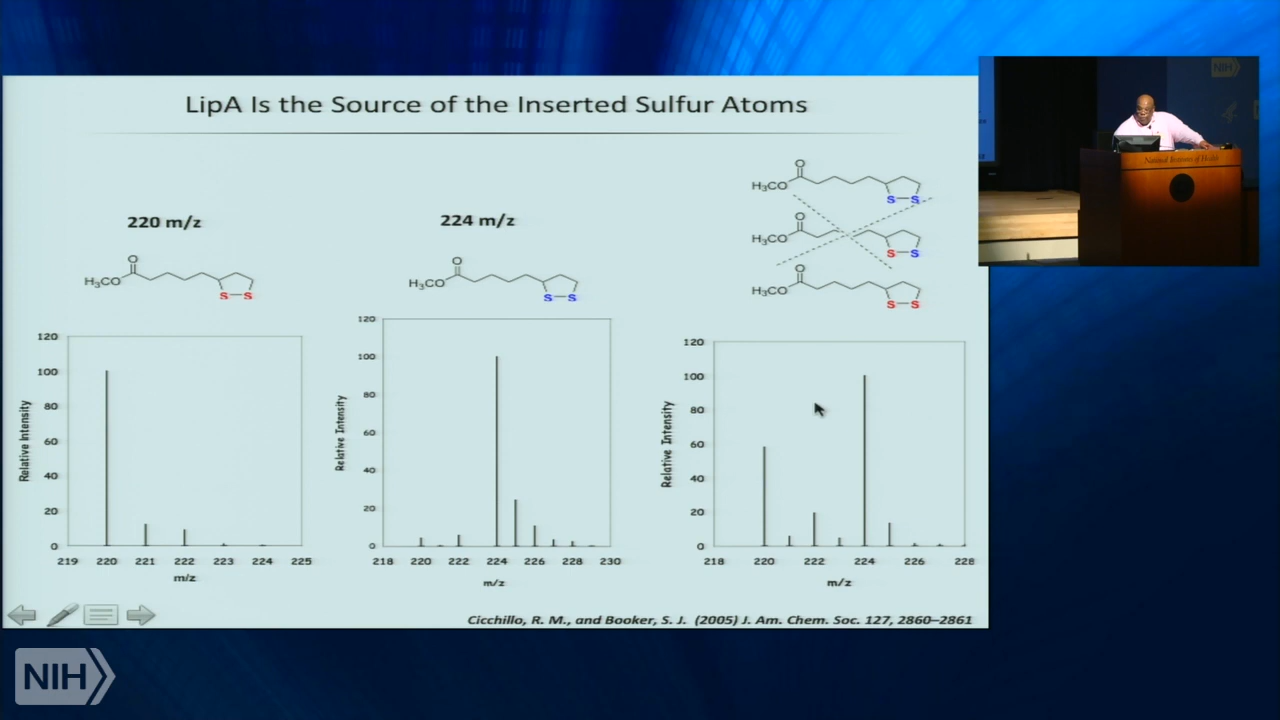 LipA Is the Source of the Inserted Sulfur Atoms
NIH
National Institutes of Health
220 m/z
O
H₃CO
S—S
224 m/z
O
H₃CO
S—S
O
H₃CO
S—S
O
H₃CO
S—S
O
H₃CO
S—S
Relative Intensity
120
100
80
60
40
20
0
219 220 221 222 223 224 225
m/z
Relative Intensity
120
100
80
60
40
20
0
218 220 222 224 226 228 230
m/z
Relative Intensity
120
100
80
60
40
20
0
218 220 222 224 226 228
m/z
Cicchillo, R. M., and Booker, S. J. (2005) J. Am. Chem. Soc. 127, 2860–2861
NIH